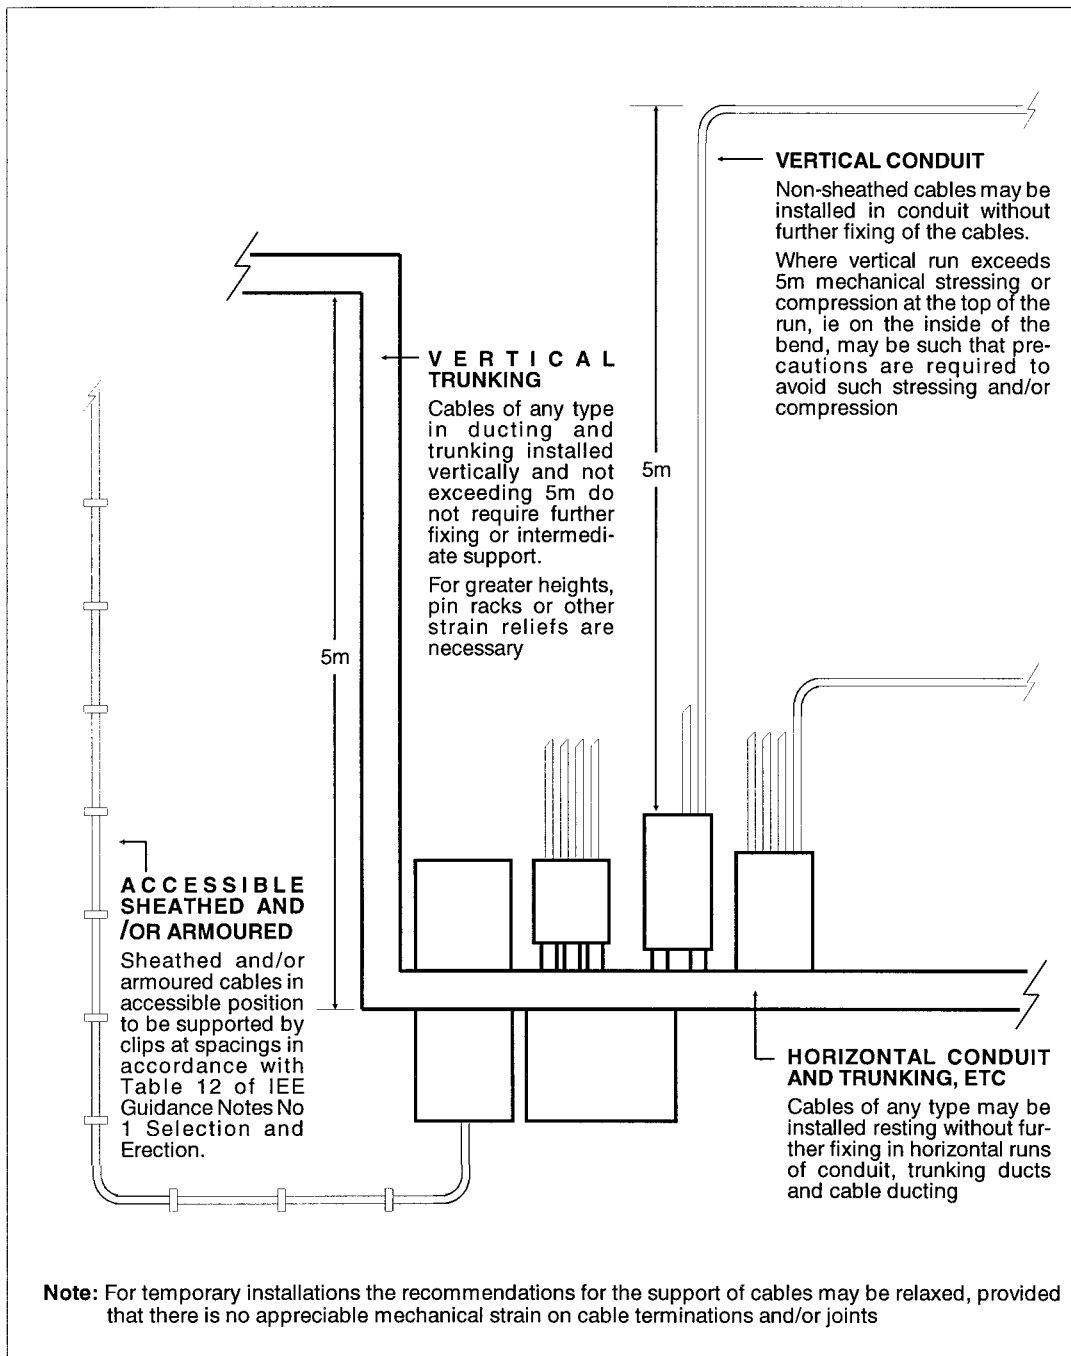 VERTICAL CONDUIT
Non-sheathed cables may be
installed in conduit without
further fixing of the cables.
Where vertical run exceeds
5m mechanical stressing or
compression at the top of the
run, ie on the inside of the
bend, may be such that pre-
cautions are required to
avoid such stressing and/or
compression
VERTICAL
TRUNKING
Cables of any type
in ducting and
trunking installed
vertically and not
exceeding 5m do
not require further
fixing or intermedi-
ate support.
For greater heights,
pin racks or other
strain reliefs are
necessary
5m
5m
ACCESSIBLE
SHEATHED AND
/OR ARMOURED
Sheathed and/or
armoured cables in
accessible position
to be supported by
clips at spacings in
accordance with
Table 12 of IEE
Guidance Notes No
1 Selection and
Erection.
HORIZONTAL CONDUIT
AND TRUNKING, ETC
Cables of any type may be
installed resting without fur-
ther fixing in horizontal runs
of conduit, trunking ducts
and cable ducting
Note: For temporary installations the recommendations for the support of cables may be relaxed, provided
that there is no appreciable mechanical strain on cable terminations and/or joints